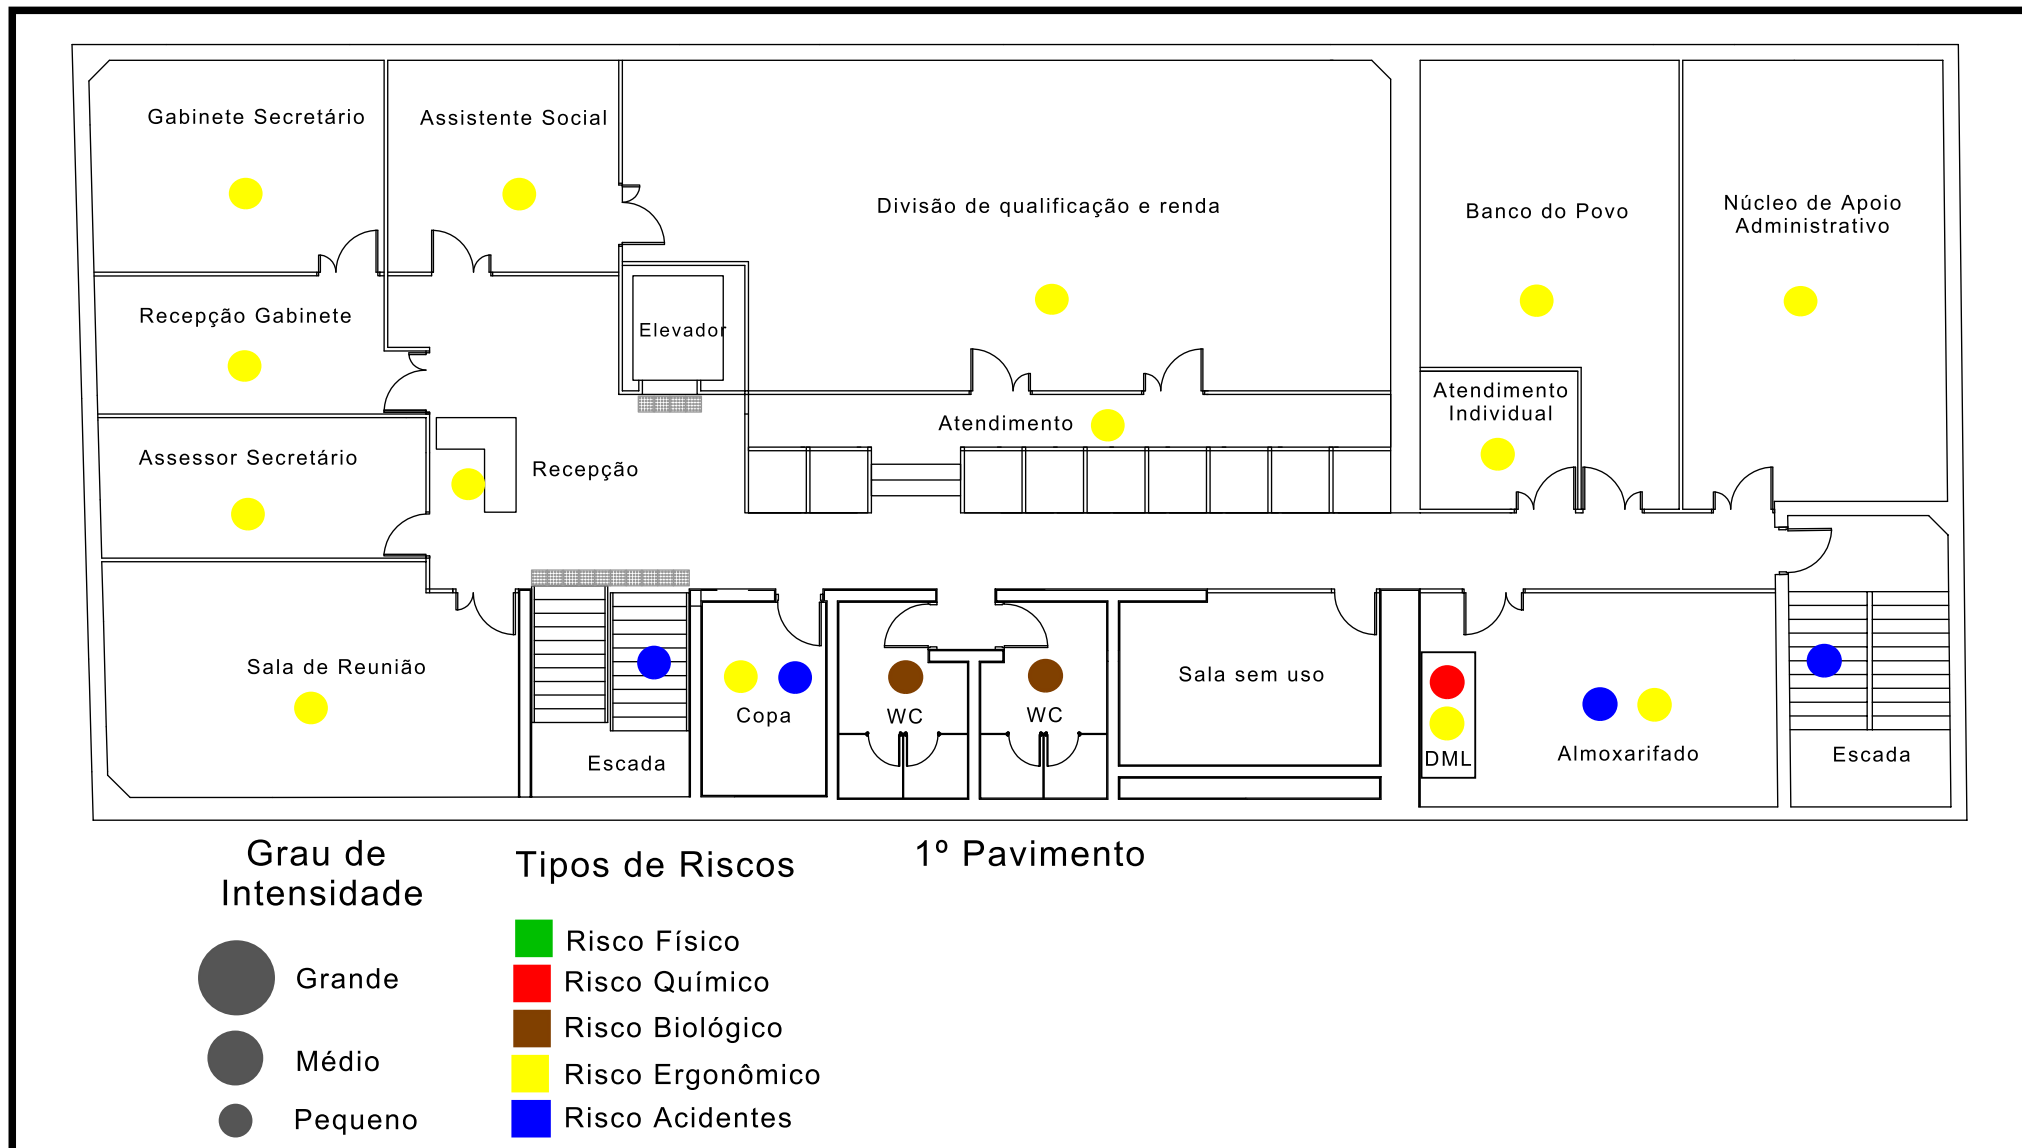 Gabinete Secretário
Assistente Social
Divisão de qualificação e renda
Banco do Povo
Núcleo de Apoio
Administrativo
Recepção Gabinete
Elevador
Atendimento
Individual
Atendimento
Assessor Secretário
Recepção
Sala de Reunião
Escada
Copa
WC
WC
Sala sem uso
DML
Almoxarifado
Escada
Grau de
Intensidade
Grande
Médio
Pequeno
Tipos de Riscos
Risco Físico
Risco Químico
Risco Biológico
Risco Ergonômico
Risco Acidentes
1º Pavimento